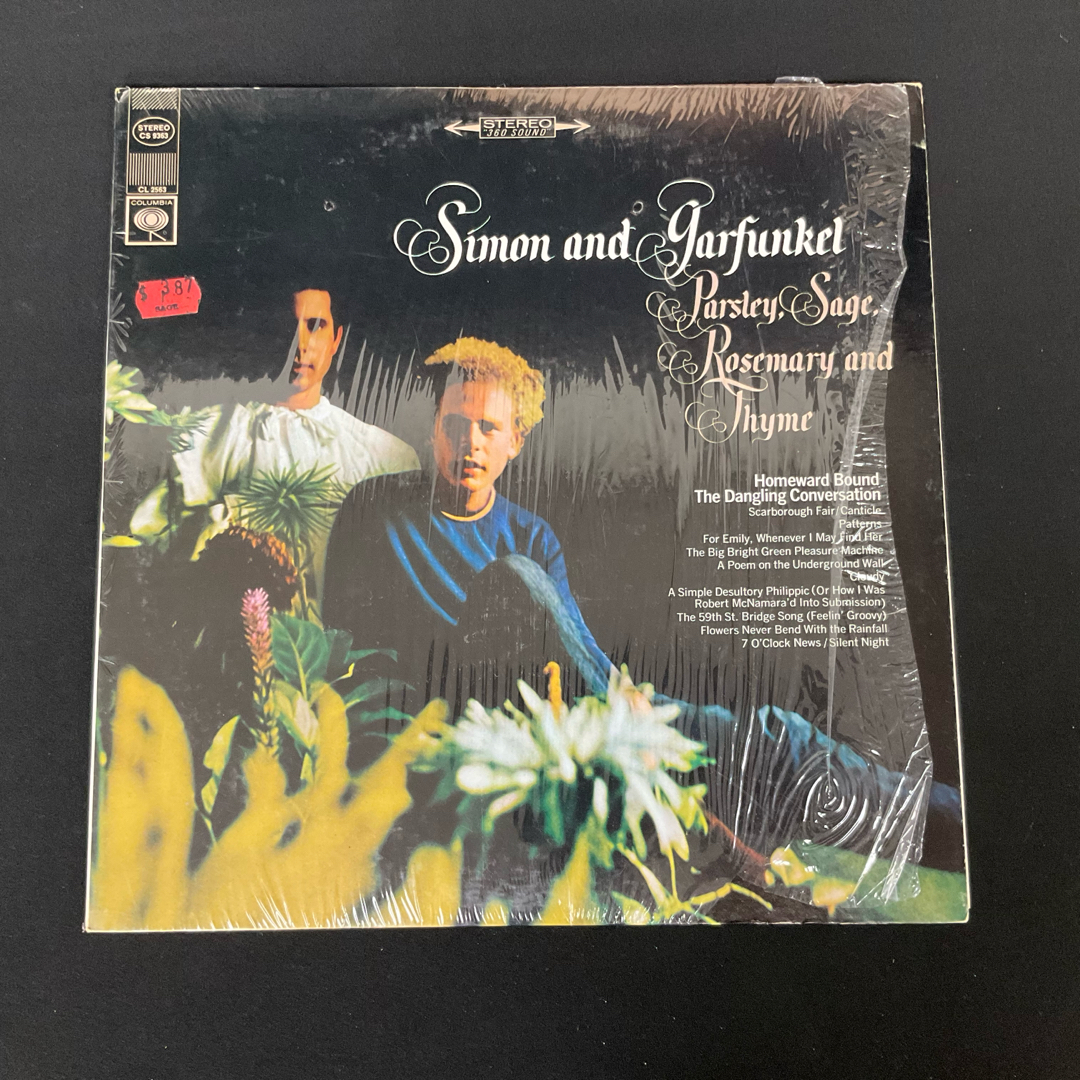 STEREO
CS 9363
CL 2563
COLUMBIA
STEREO
"360 SOUND"
Simon and Garfunkel
Parsley, Sage,
Rosemary and
Thyme
$ 3 87
Homeward Bound
The Dangling Conversation
Scarborough Fair/Canticle
Patterns
For Emily, Whenever I May Find Her
The Big Bright Green Pleasure Machine
A Poem on the Underground Wall
Cloudy
A Simple Desultory Philippic (Or How I Was
Robert McNamara'd Into Submission)
The 59th St. Bridge Song (Feelin' Groovy)
Flowers Never Bend With the Rainfall
7 O'Clock News/Silent Night